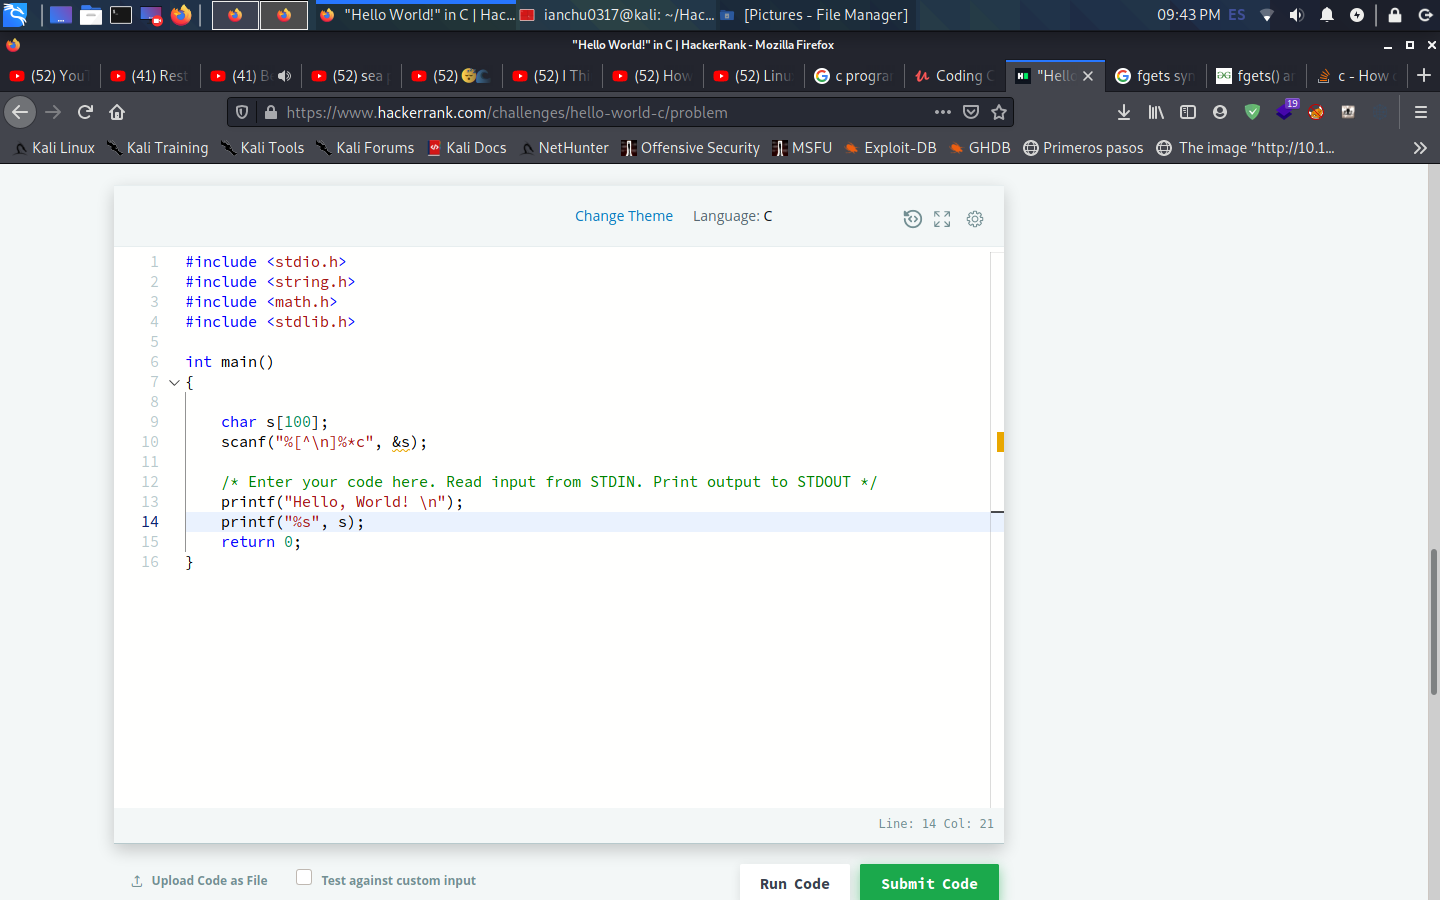 "Hello World!" in C | Hac...
ianchu0317@kali: ~/Hac...
[Pictures - File Manager]
09:43 PM ES
"Hello World!" in C | HackerRank - Mozilla Firefox
(52) YouT
(41) Rest
(41) Be
(52) sea
(52)
(52) I Thi
(52) How
(52) Linu
c progra
Coding C
"Hello
fgets syn
fgets() an
c - How
https://www.hackerrank.com/challenges/hello-world-c/problem
19
Kali Linux
Kali Training
Kali Tools
Kali Forums
Kali Docs
NetHunter
Offensive Security
MSFU
Exploit-DB
GHDB
Primeros pasos
The image “http://10.1...
Change Theme Language: C
1 #include <stdio.h>
2 #include <string.h>
3 #include <math.h>
4 #include <stdlib.h>
5
6 int main()
7 {
8
9 char s[100];
10 scanf("%[^\n]%*c", &s);
11
12 /* Enter your code here. Read input from STDIN. Print output to STDOUT */
13 printf("Hello, World! \n");
14 printf("%s", s);
15 return 0;
16 }
Line: 14 Col: 21
Upload Code as File
Test against custom input
Run Code
Submit Code